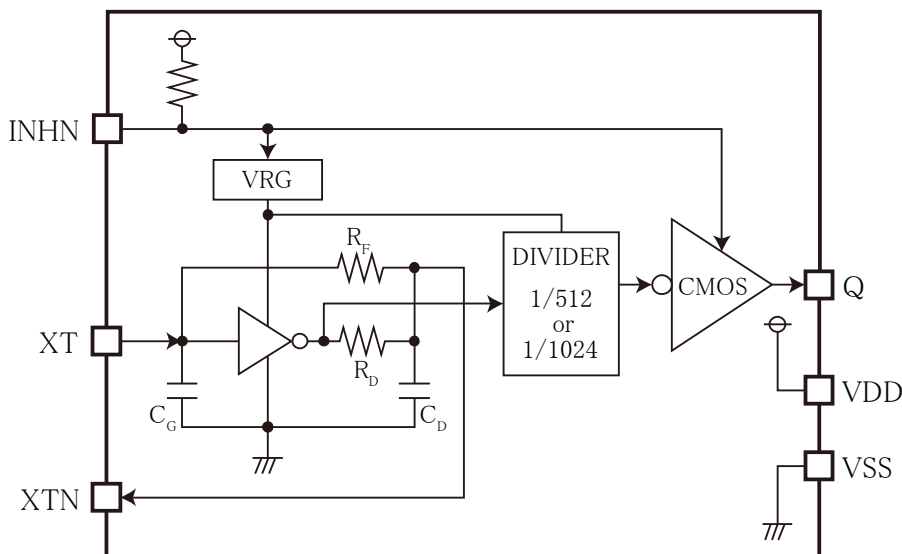 INHN
VRG
R_F
DIVIDER
1/512
or
1/1024
CMOS
Q
XT
R_D
C_G
C_D
VDD
VSS
XTN